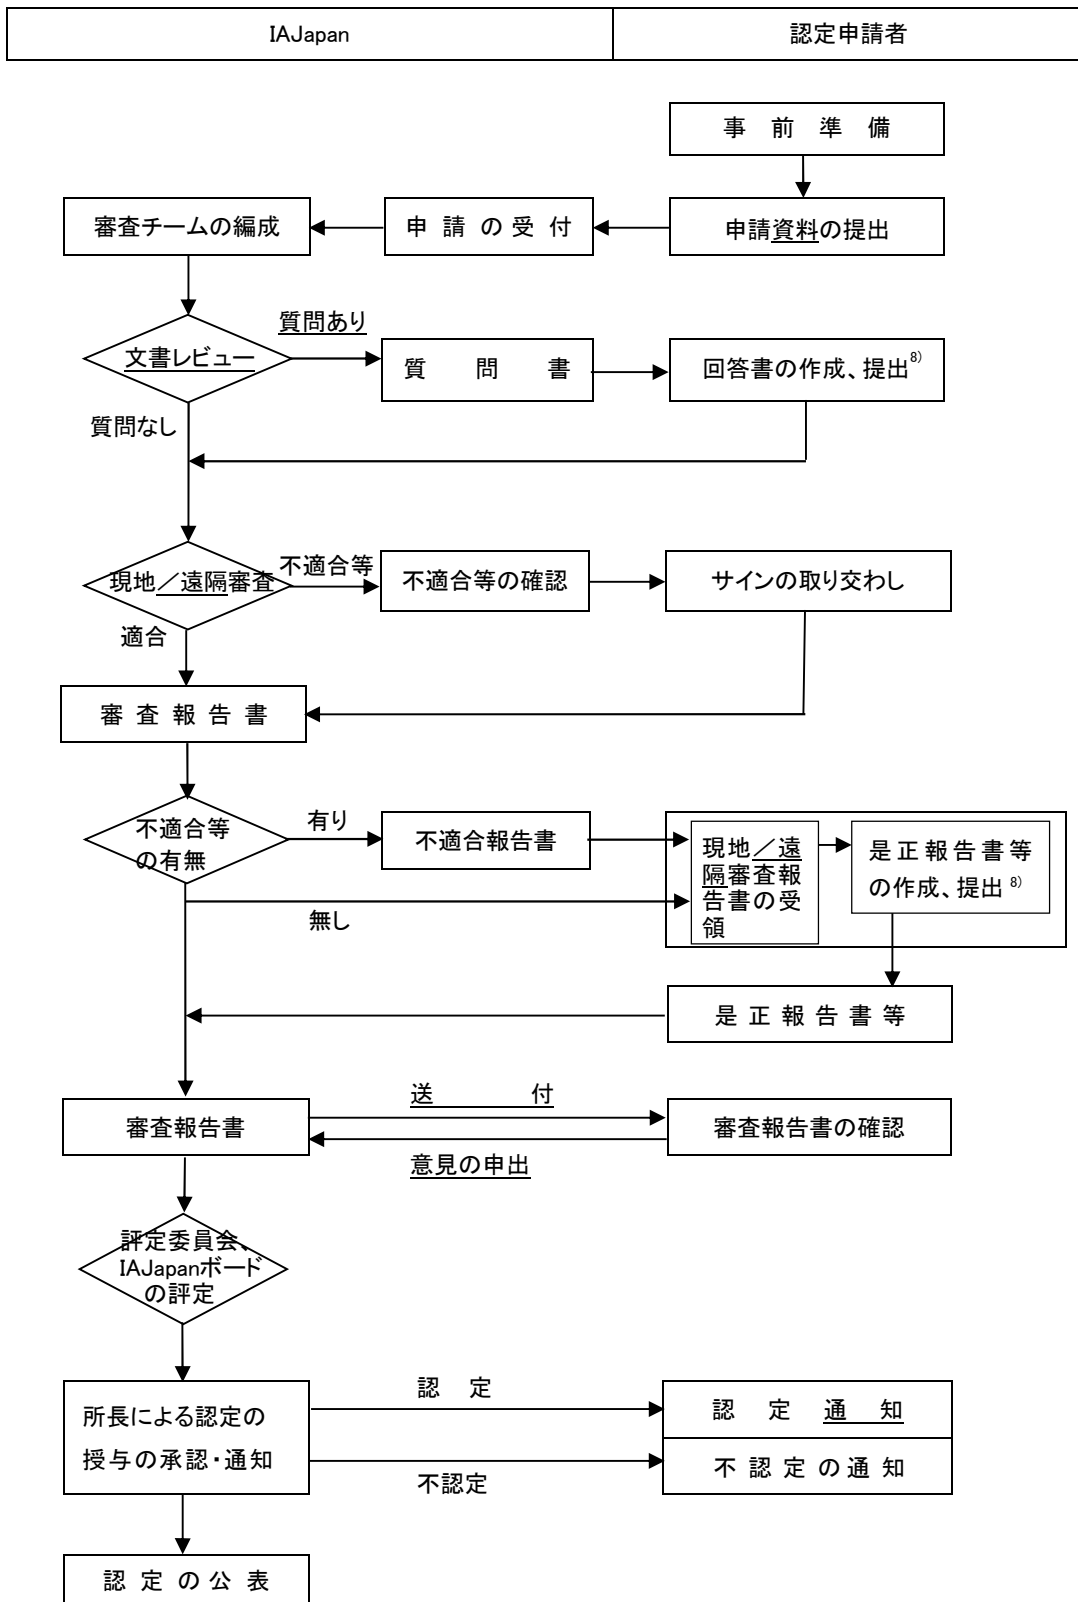 IAJapan
認定申請者
事前準備
審査チームの編成
申請の受付
申請資料の提出
質問あり
文書レビュー
質問書
回答書の作成、提出8)
質問なし
現地／遠隔審査
不適合等
不適合等の確認
サインの取り交わし
適合
審査報告書
不適合等
の有無
有り
不適合報告書
現地／遠
隔審査報
告書の受
領
是正報告書等
の作成、提出8)
無し
是正報告書等
審査報告書
送付
審査報告書の確認
意見の申出
評定委員会、
IAJapanボード
の評定
所長による認定の
授与の承認・通知
認定
認定通知
不認定
不認定の通知
認定の公表